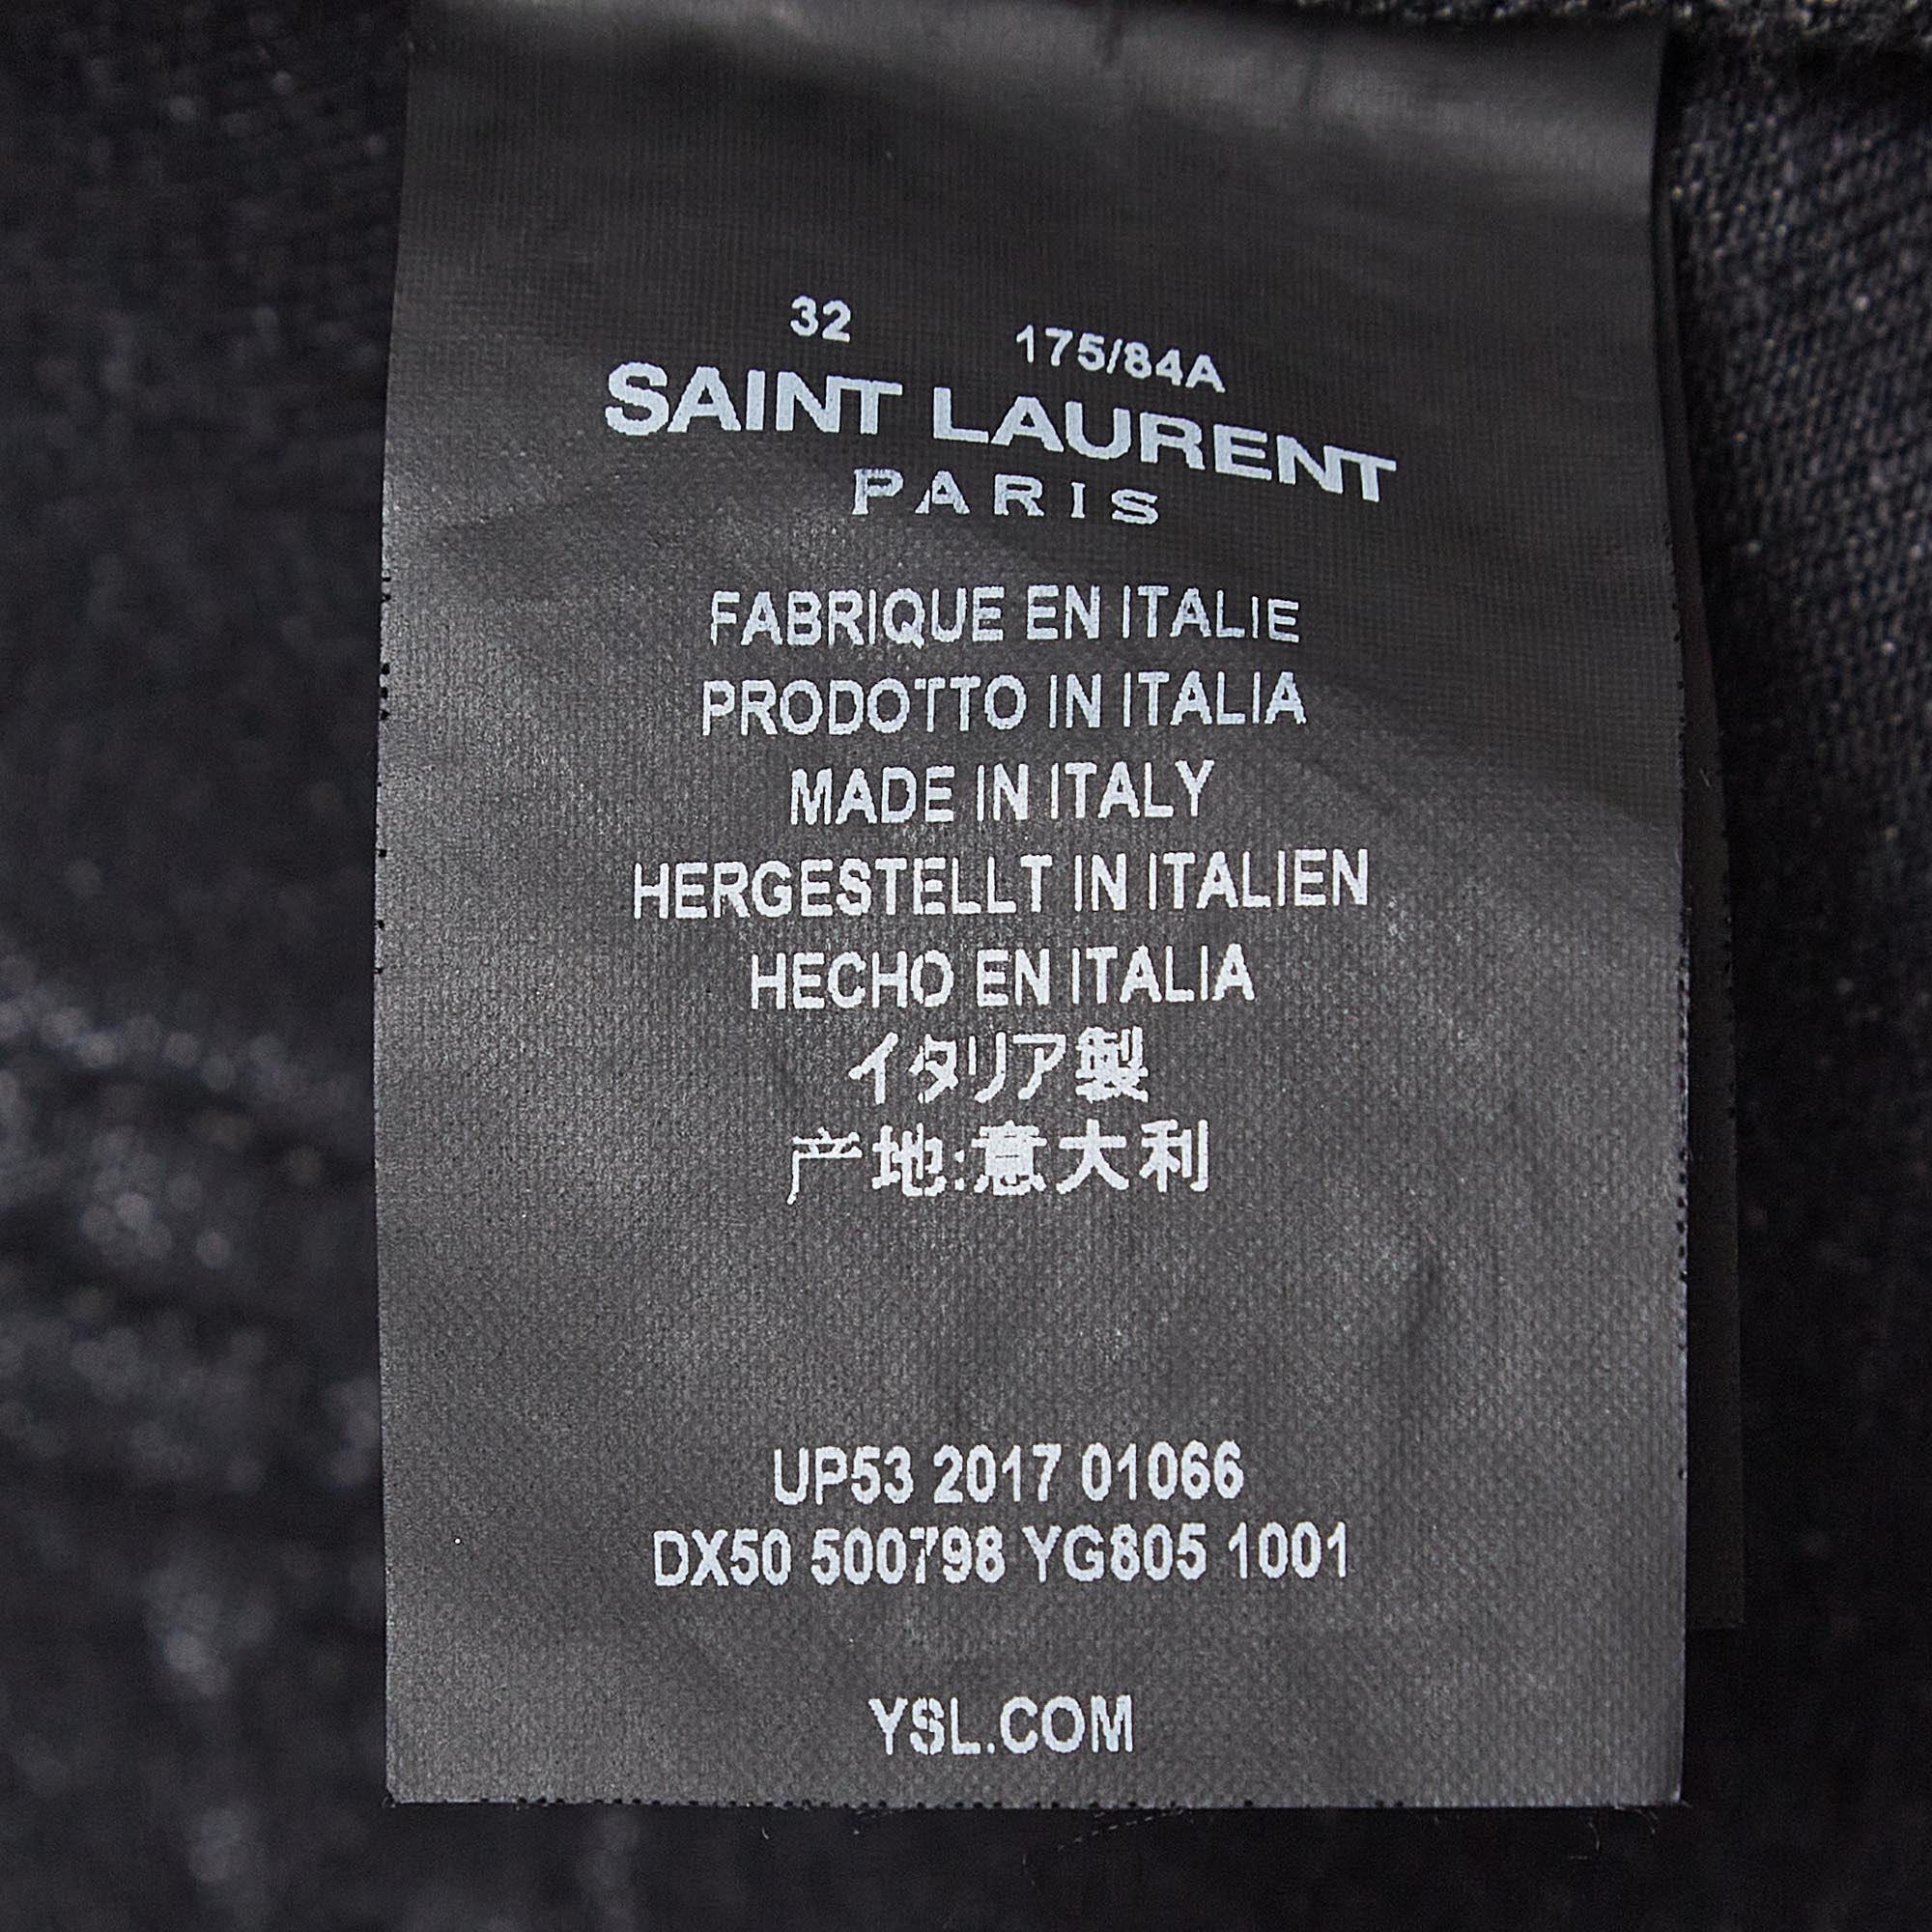 32 175/84A
SAINT LAURENT
PARIS
FABRIQUE EN ITALIE
PRODOTTO IN ITALIA
MADE IN ITALY
HERGESTELLT IN ITALIEN
HECHO EN ITALIA
イタリア製
产地:意大利
UP53 2017 01066
DX50 500798 YG805 1001
YSL.COM